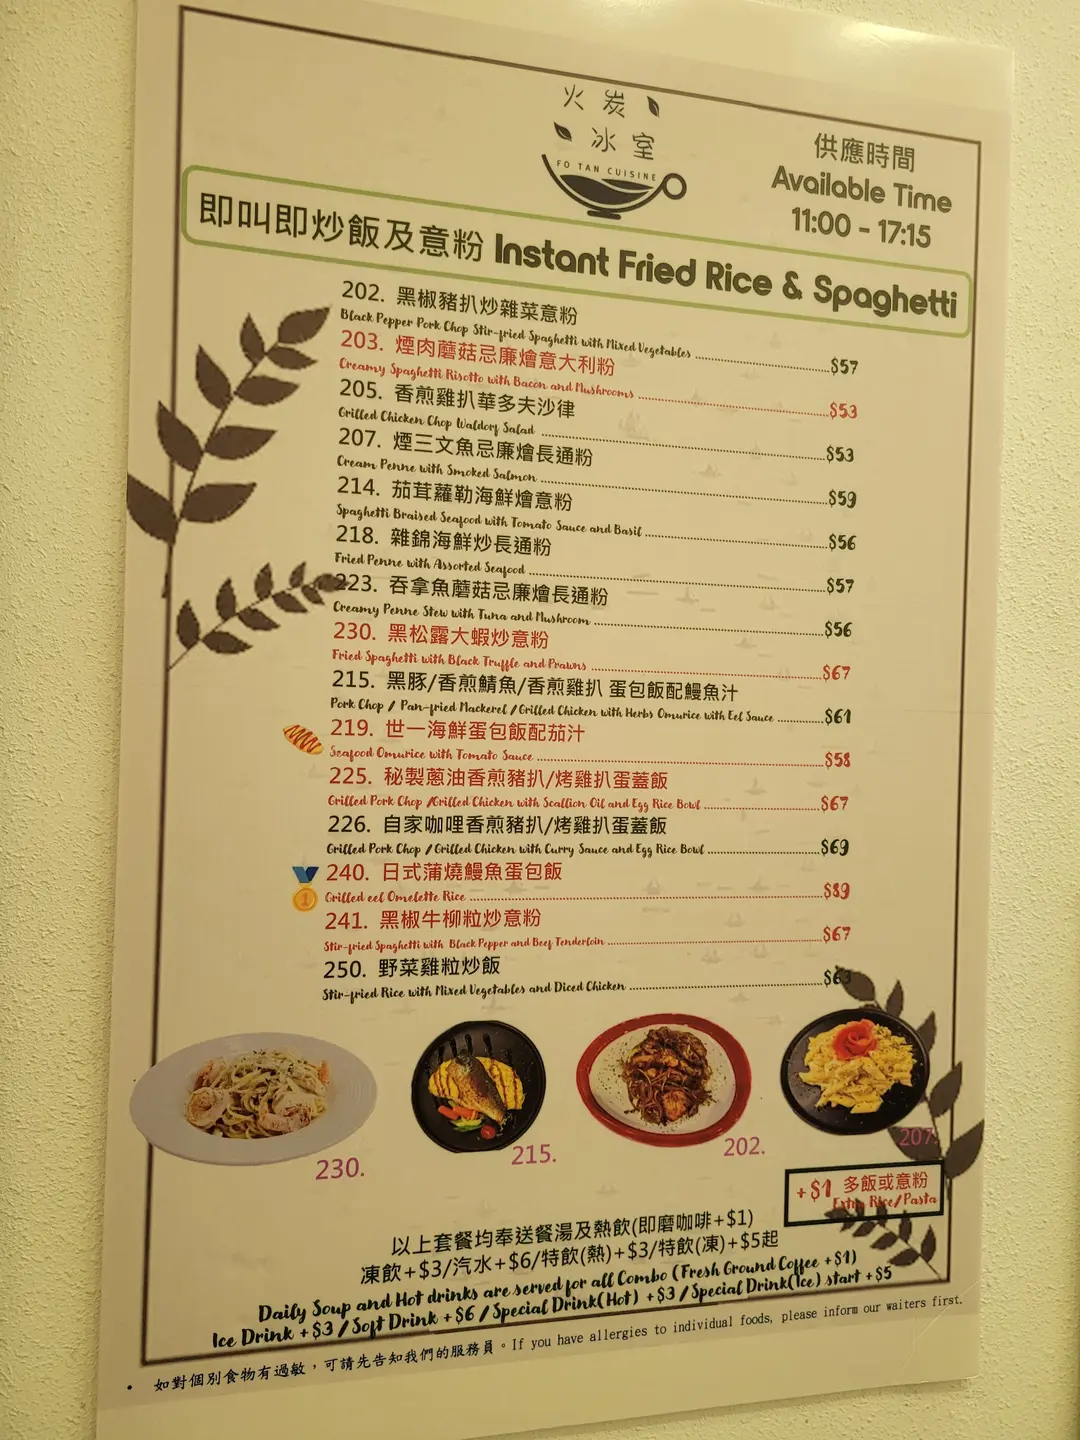 火炭
冰室
FO TAN CUISINE
供應時間
Available Time
11:00 - 17:15
即叫即炒飯及意粉 Instant Fried Rice & Spaghetti
202. 黑椒豬扒炒雜菜意粉
Black Pepper Pork Chop Stir-fried Spaghetti with Mixed Vegetables $57
203. 煙肉蘑菇忌廉燴意大利粉
Creamy Spaghetti Risotto with Bacon and Mushrooms $53
205. 香煎雞扒華多夫沙律
Grilled Chicken Chop Waldorf Salad $53
207. 煙三文魚忌廉燴長通粉
Cream Penne with Smoked Salmon $59
214. 茄茸蘿勒海鮮燴意粉
Spaghetti Braised Seafood with Tomato Sauce and Basil $56
218. 雜錦海鮮炒長通粉
Fried Penne with Assorted Seafood $57
223. 吞拿魚蘑菇忌廉燴長通粉
Creamy Penne Stew with Tuna and Mushroom $56
230. 黑松露大蝦炒意粉
Fried Spaghetti with Black Truffle and Prawns $67
215. 黑豚/香煎鯖魚/香煎雞扒 蛋包飯配鰻魚汁
Pork Chop / Pan-fried Mackerel / Grilled Chicken with Herbs Omurice with Eel Sauce $61
219. 世一海鮮蛋包飯配茄汁
Seafood Omurice with Tomato Sauce $58
225. 秘製蔥油香煎豬扒/烤雞扒蛋蓋飯
Grilled Pork Chop /Grilled Chicken with Scallion Oil and Egg Rice Bowl $67
226. 自家咖哩香煎豬扒/烤雞扒蛋蓋飯
Grilled Pork Chop / Grilled Chicken with Curry Sauce and Egg Rice Bowl $69
1
240. 日式蒲燒鰻魚蛋包飯
Grilled eel Omelette Rice $89
241. 黑椒牛柳粒炒意粉
Stir-fried Spaghetti with Black Pepper and Beef Tenderloin $67
250. 野菜雞粒炒飯
Stir-fried Rice with Mixed Vegetables and Diced Chicken $63
230.
215.
202.
207.
+$1 多飯或意粉
Extra Rice/Pasta
以上套餐均奉送餐湯及熱飲(即磨咖啡+$1)
凍飲+$3/汽水+$6/特飲(熱)+$3/特飲(凍)+$5起
Daily Soup and Hot drinks are served for all Combo (Fresh Ground Coffee +$1)
Ice Drink +$3 / Soft Drink +$6 / Special Drink(Hot) +$3 / Special Drink(Ice) start +$5
• 如對個別食物有過敏，可請先告知我們的服務員。If you have allergies to individual foods, please inform our waiters first.